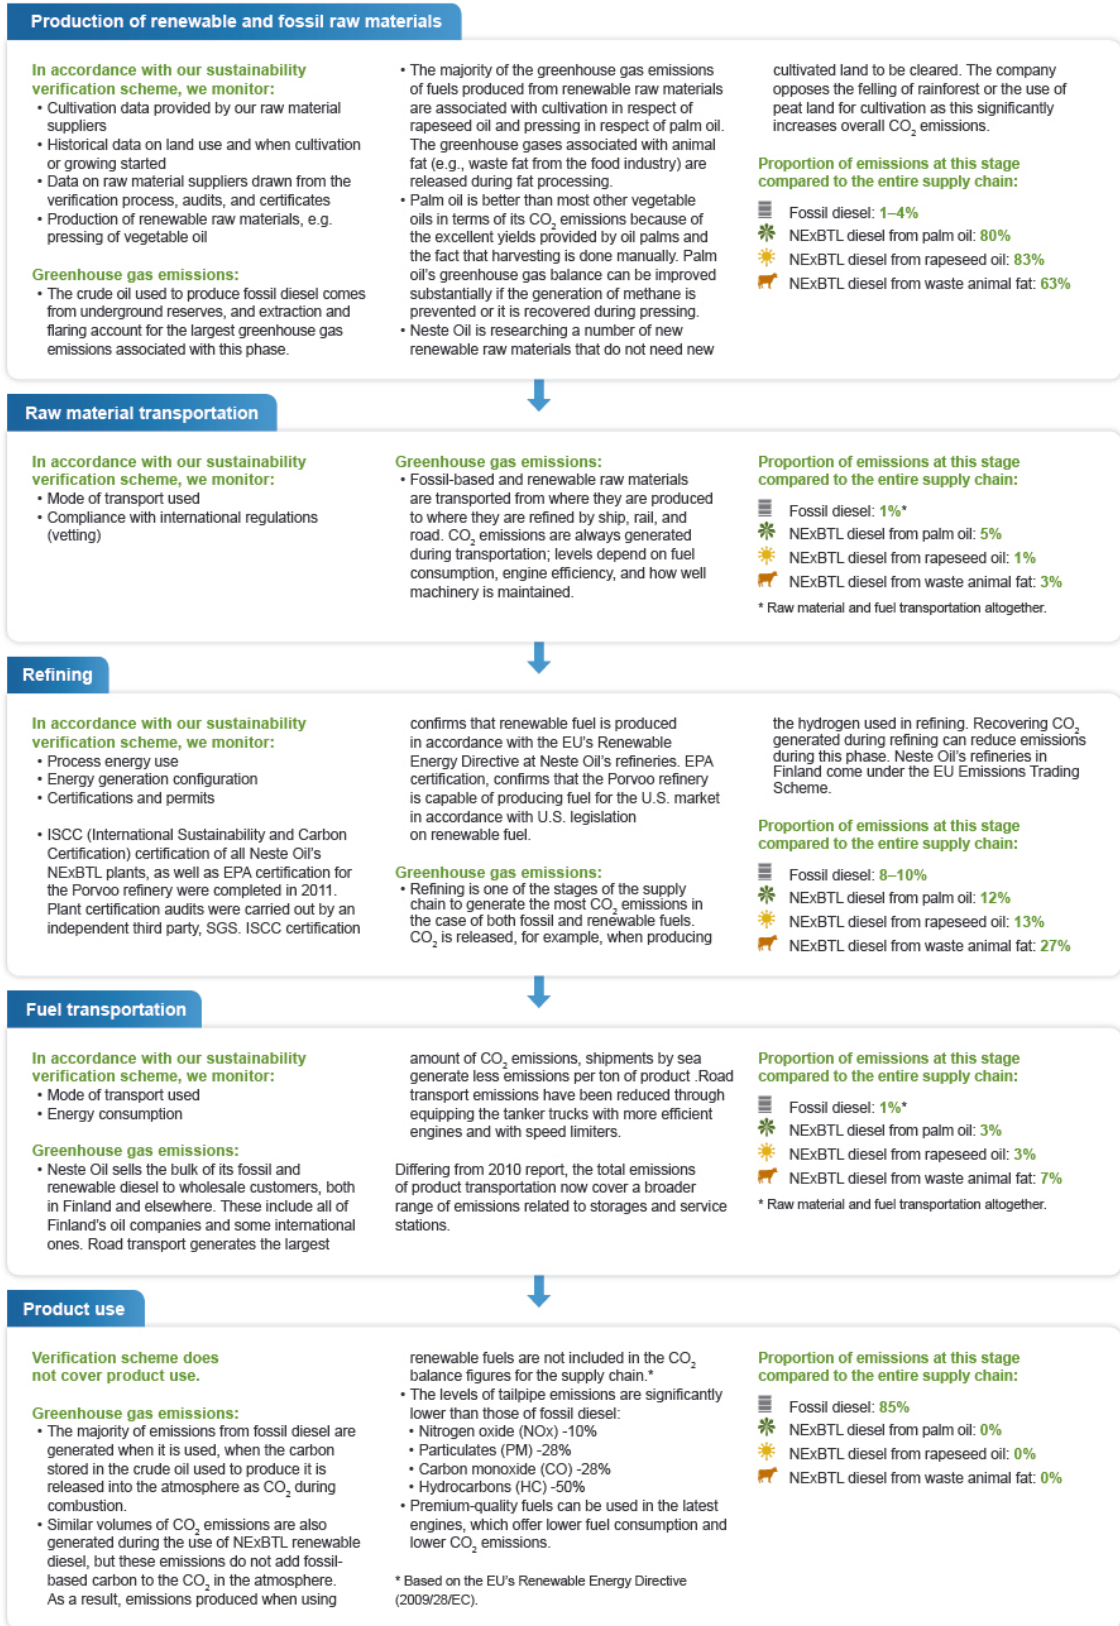 Production of renewable and fossil raw materials
In accordance with our sustainability
verification scheme, we monitor:
• Cultivation data provided by our raw material
suppliers
• Historical data on land use and when cultivation
or growing started
• Data on raw material suppliers drawn from the
verification process, audits, and certificates
• Production of renewable raw materials, e.g.
pressing of vegetable oil
Greenhouse gas emissions:
• The crude oil used to produce fossil diesel comes
from underground reserves, and extraction and
flaring account for the largest greenhouse gas
emissions associated with this phase.
• The majority of the greenhouse gas emissions
of fuels produced from renewable raw materials
are associated with cultivation in respect of
rapeseed oil and pressing in respect of palm oil.
The greenhouse gases associated with animal
fat (e.g., waste fat from the food industry) are
released during fat processing.
• Palm oil is better than most other vegetable
oils in terms of its CO₂ emissions because of
the excellent yields provided by oil palms and
the fact that harvesting is done manually. Palm
oil's greenhouse gas balance can be improved
substantially if the generation of methane is
prevented or it is recovered during pressing.
• Neste Oil is researching a number of new
renewable raw materials that do not need new
cultivated land to be cleared. The company
opposes the felling of rainforest or the use of
peat land for cultivation as this significantly
increases overall CO₂ emissions.
Proportion of emissions at this stage
compared to the entire supply chain:
Fossil diesel: 1–4%
NExBTL diesel from palm oil: 80%
NExBTL diesel from rapeseed oil: 83%
NExBTL diesel from waste animal fat: 63%
Raw material transportation
In accordance with our sustainability
verification scheme, we monitor:
• Mode of transport used
• Compliance with international regulations
(vetting)
Greenhouse gas emissions:
• Fossil-based and renewable raw materials
are transported from where they are produced
to where they are refined by ship, rail, and
road. CO₂ emissions are always generated
during transportation; levels depend on fuel
consumption, engine efficiency, and how well
machinery is maintained.
Proportion of emissions at this stage
compared to the entire supply chain:
Fossil diesel: 1%*
NExBTL diesel from palm oil: 5%
NExBTL diesel from rapeseed oil: 1%
NExBTL diesel from waste animal fat: 3%
* Raw material and fuel transportation altogether.
Refining
In accordance with our sustainability
verification scheme, we monitor:
• Process energy use
• Energy generation configuration
• Certifications and permits
• ISCC (International Sustainability and Carbon
Certification) certification of all Neste Oil's
NExBTL plants, as well as EPA certification for
the Porvoo refinery were completed in 2011.
Plant certification audits were carried out by an
independent third party, SGS. ISCC certification
confirms that renewable fuel is produced
in accordance with the EU's Renewable
Energy Directive at Neste Oil's refineries. EPA
certification, confirms that the Porvoo refinery
is capable of producing fuel for the U.S. market
in accordance with U.S. legislation
on renewable fuel.
Greenhouse gas emissions:
• Refining is one of the stages of the supply
chain to generate the most CO₂ emissions in
the case of both fossil and renewable fuels.
CO₂ is released, for example, when producing
the hydrogen used in refining. Recovering CO₂
generated during refining can reduce emissions
during this phase. Neste Oil's refineries in
Finland come under the EU Emissions Trading
Scheme.
Proportion of emissions at this stage
compared to the entire supply chain:
Fossil diesel: 8–10%
NExBTL diesel from palm oil: 12%
NExBTL diesel from rapeseed oil: 13%
NExBTL diesel from waste animal fat: 27%
Fuel transportation
In accordance with our sustainability
verification scheme, we monitor:
• Mode of transport used
• Energy consumption
Greenhouse gas emissions:
• Neste Oil sells the bulk of its fossil and
renewable diesel to wholesale customers, both
in Finland and elsewhere. These include all of
Finland's oil companies and some international
ones. Road transport generates the largest
amount of CO₂ emissions, shipments by sea
generate less emissions per ton of product .Road
transport emissions have been reduced through
equipping the tanker trucks with more efficient
engines and with speed limiters.
Differing from 2010 report, the total emissions
of product transportation now cover a broader
range of emissions related to storages and service
stations.
Proportion of emissions at this stage
compared to the entire supply chain:
Fossil diesel: 1%*
NExBTL diesel from palm oil: 3%
NExBTL diesel from rapeseed oil: 3%
NExBTL diesel from waste animal fat: 7%
* Raw material and fuel transportation altogether.
Product use
Verification scheme does
not cover product use.
Greenhouse gas emissions:
• The majority of emissions from fossil diesel are
generated when it is used, when the carbon
stored in the crude oil used to produce it is
released into the atmosphere as CO₂ during
combustion.
• Similar volumes of CO₂ emissions are also
generated during the use of NExBTL renewable
diesel, but these emissions do not add fossil-
based carbon to the CO₂ in the atmosphere.
As a result, emissions produced when using
renewable fuels are not included in the CO₂
balance figures for the supply chain.*
• The levels of tailpipe emissions are significantly
lower than those of fossil diesel:
• Nitrogen oxide (NOx) -10%
• Particulates (PM) -28%
• Carbon monoxide (CO) -28%
• Hydrocarbons (HC) -50%
• Premium-quality fuels can be used in the latest
engines, which offer lower fuel consumption and
lower CO₂ emissions.
* Based on the EU's Renewable Energy Directive
(2009/28/EC).
Proportion of emissions at this stage
compared to the entire supply chain:
Fossil diesel: 85%
NExBTL diesel from palm oil: 0%
NExBTL diesel from rapeseed oil: 0%
NExBTL diesel from waste animal fat: 0%